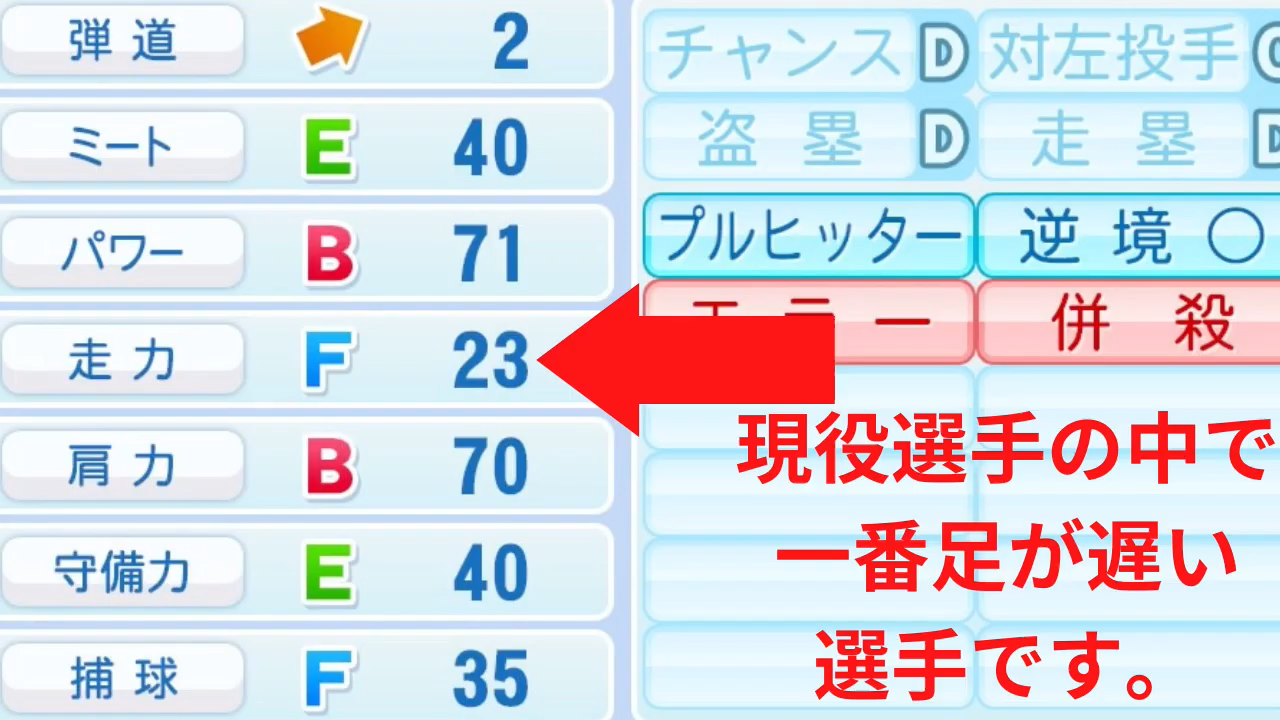 弾道 2
ミート E 40
パワー B 71
走力 F 23
肩力 B 70
守備力 E 40
捕球 F 35
チャンス D 対左投手
盗塁 D 走塁 D
プルヒッター 逆境○
エラー 併殺
現役選手の中で
一番足が遅い
選手です。